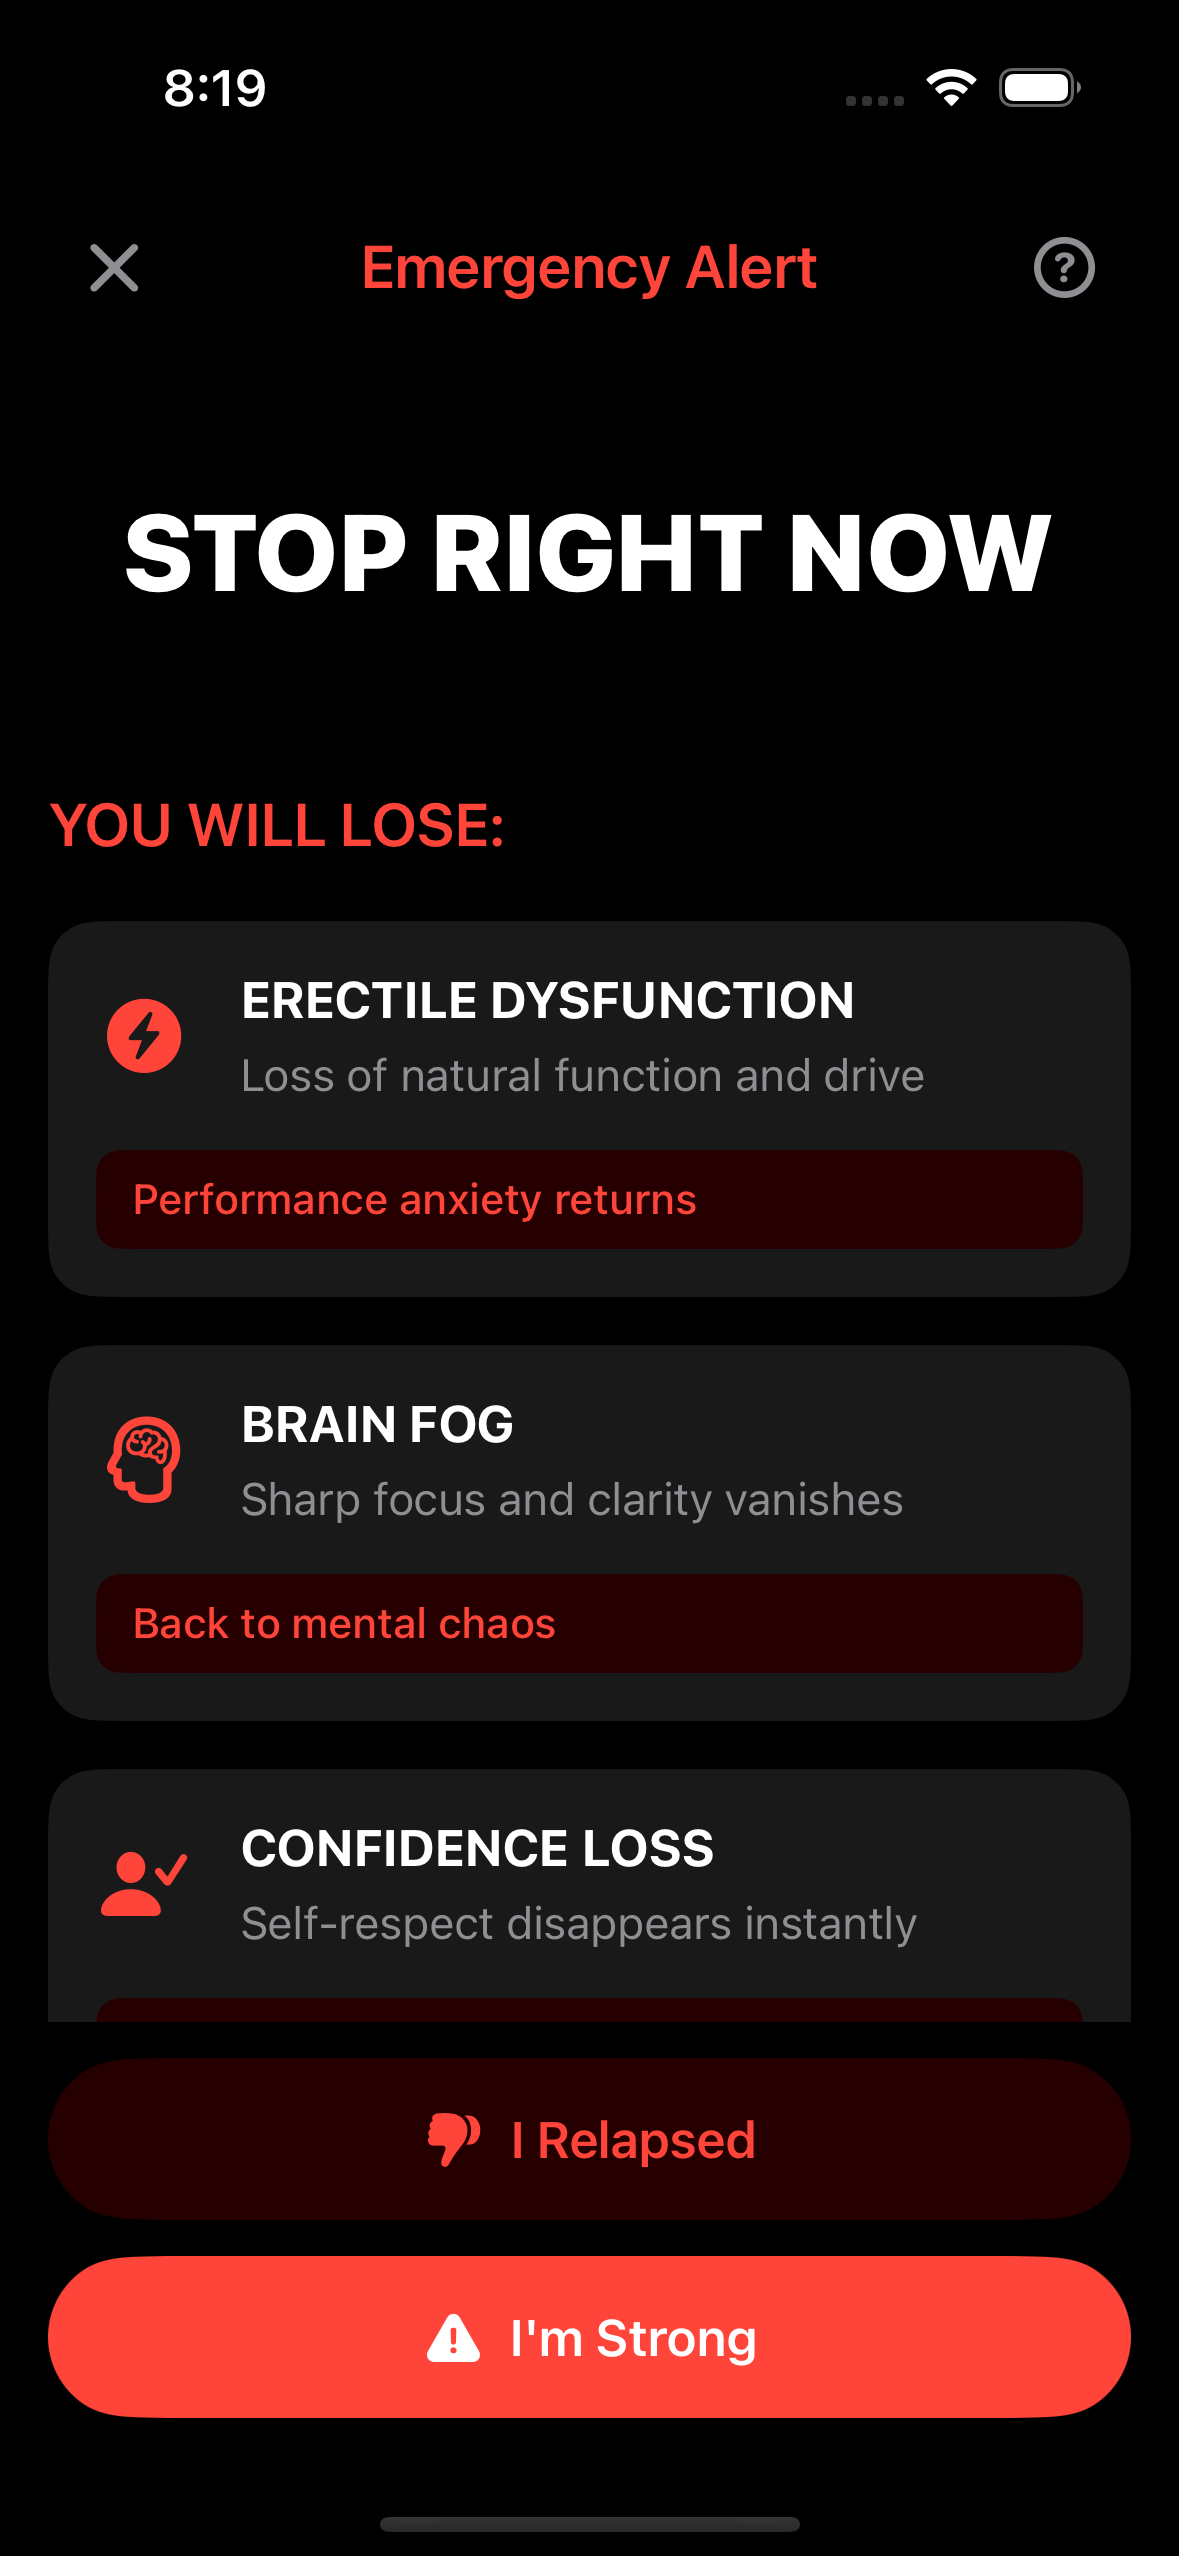 8:19
Emergency Alert
STOP RIGHT NOW
YOU WILL LOSE:
ERECTILE DYSFUNCTION
Loss of natural function and drive
Performance anxiety returns
BRAIN FOG
Sharp focus and clarity vanishes
Back to mental chaos
CONFIDENCE LOSS
Self-respect disappears instantly
I Relapsed
I'm Strong